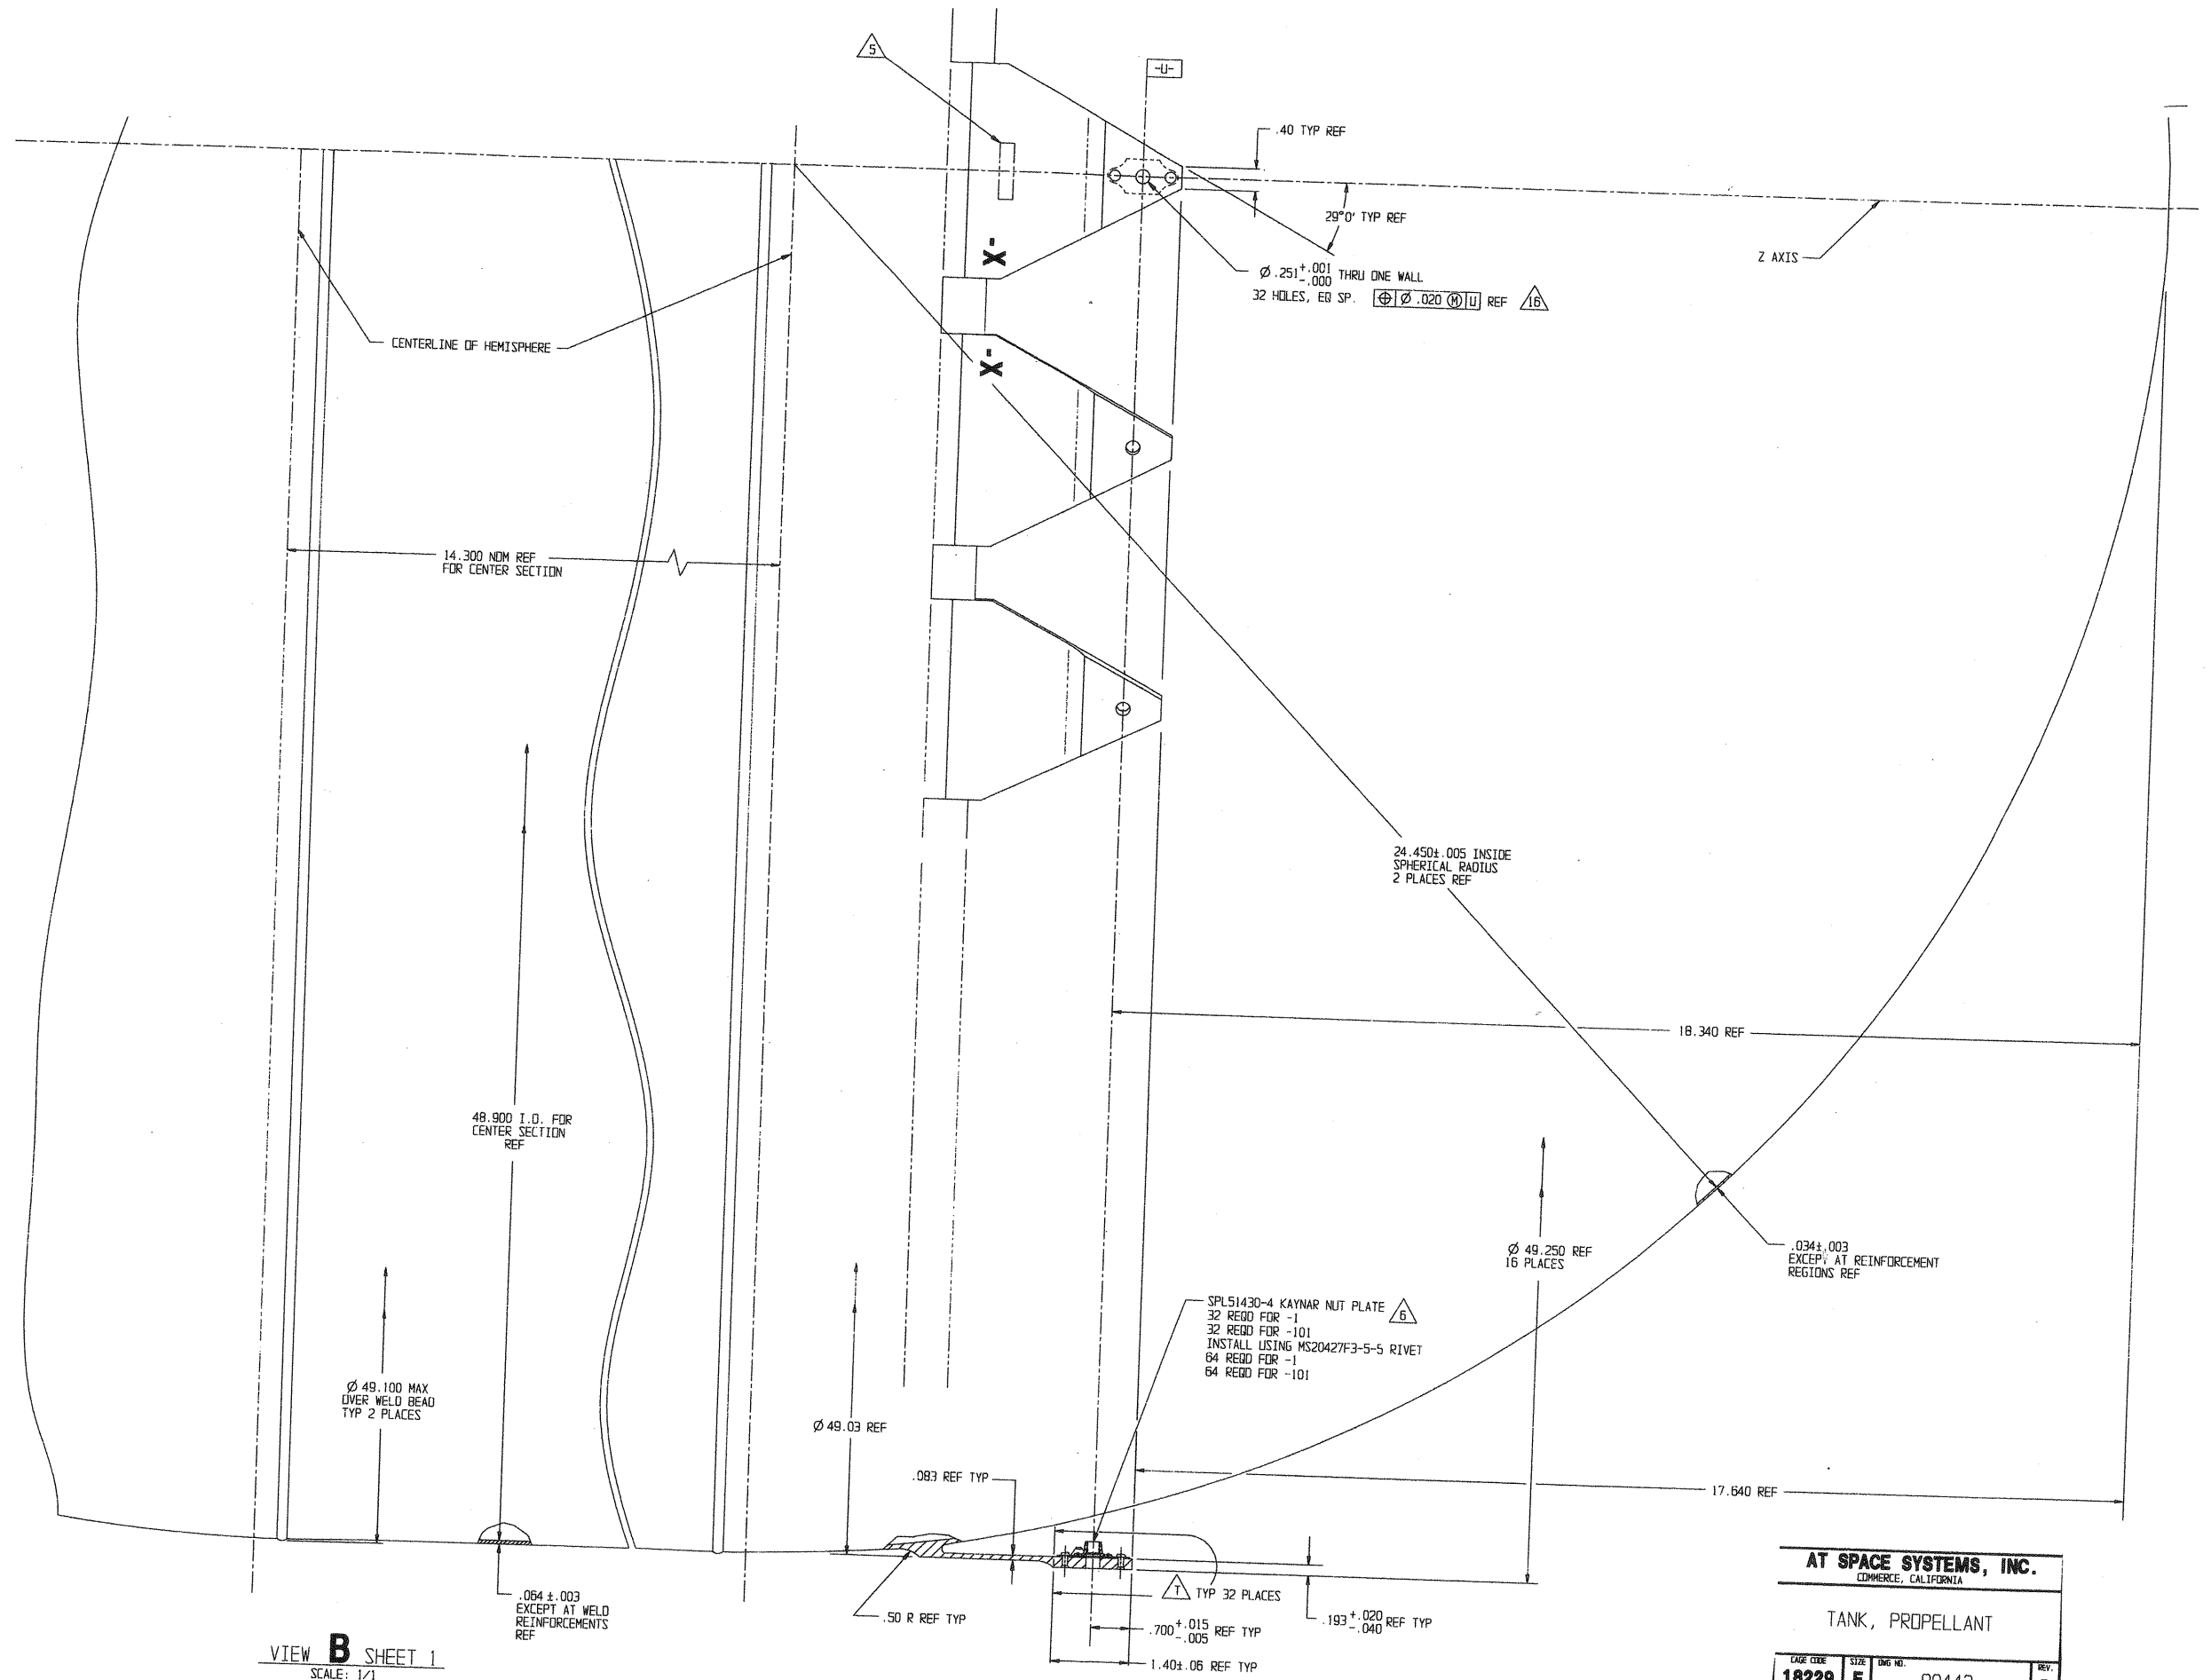 5
-U-
.40 TYP REF
29°0' TYP REF
Z AXIS
Ø .251 +.001 -.000 THRU ONE WALL
32 HOLES, EQ SP. ⌖ Ø .020 Ⓜ U REF 16
X-
X-
CENTERLINE OF HEMISPHERE
14.300 NOM REF
FOR CENTER SECTION
24.450±.005 INSIDE
SPHERICAL RADIUS
2 PLACES REF
18.340 REF
48.900 I.D. FOR
CENTER SECTION
REF
Ø 49.250 REF
16 PLACES
.034±.003
EXCEPT AT REINFORCEMENT
REGIONS REF
SPL51430-4 KAYNAR NUT PLATE 6
32 REQD FOR -1
32 REQD FOR -101
INSTALL USING MS20427F3-5-5 RIVET
64 REQD FOR -1
64 REQD FOR -101
Ø 49.100 MAX
OVER WELD BEAD
TYP 2 PLACES
Ø 49.03 REF
.083 REF TYP
17.640 REF
.064 ±.003
EXCEPT AT WELD
REINFORCEMENTS
REF
.50 R REF TYP
T TYP 32 PLACES
.193 +.020 -.040 REF TYP
.700 +.015 -.005 REF TYP
1.40±.06 REF TYP
VIEW B SHEET 1
SCALE: 1/1
AT SPACE SYSTEMS, INC.
COMMERCE, CALIFORNIA
TANK, PROPELLANT
CAGE CODE SIZE DWG NO. REV.
18229